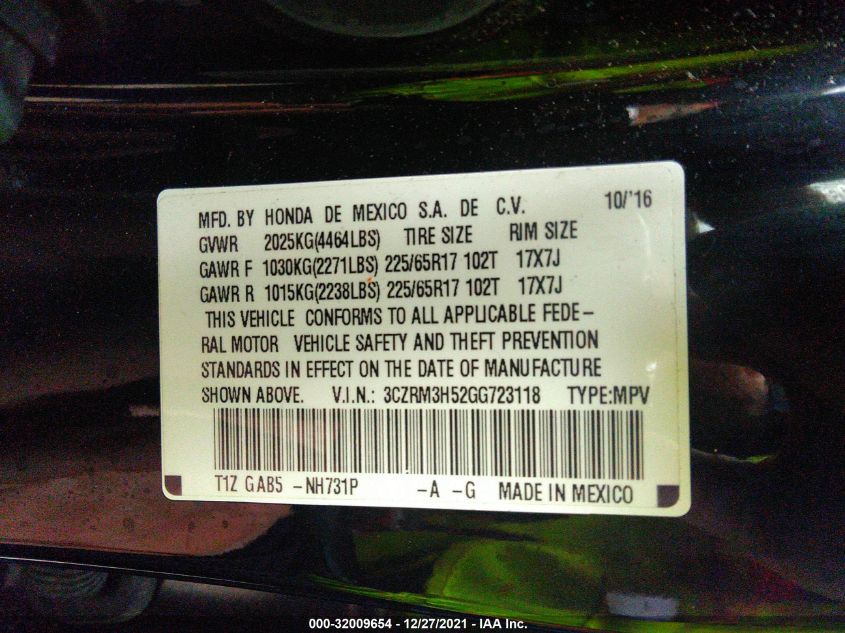 MFD. BY HONDA DE MEXICO S.A. DE C.V. 10/'16
GVWR 2025KG(4464LBS) TIRE SIZE RIM SIZE
GAWR F 1030KG(2271LBS) 225/65R17 102T 17X7J
GAWR R 1015KG(2238LBS) 225/65R17 102T 17X7J
THIS VEHICLE CONFORMS TO ALL APPLICABLE FEDE-
RAL MOTOR VEHICLE SAFETY AND THEFT PREVENTION
STANDARDS IN EFFECT ON THE DATE OF MANUFACTURE
SHOWN ABOVE. V.I.N.: 3CZRM3H52GG723118 TYPE:MPV
T1Z GAB5 -NH731P -A -G MADE IN MEXICO
000-32009654 - 12/27/2021 - IAA Inc.